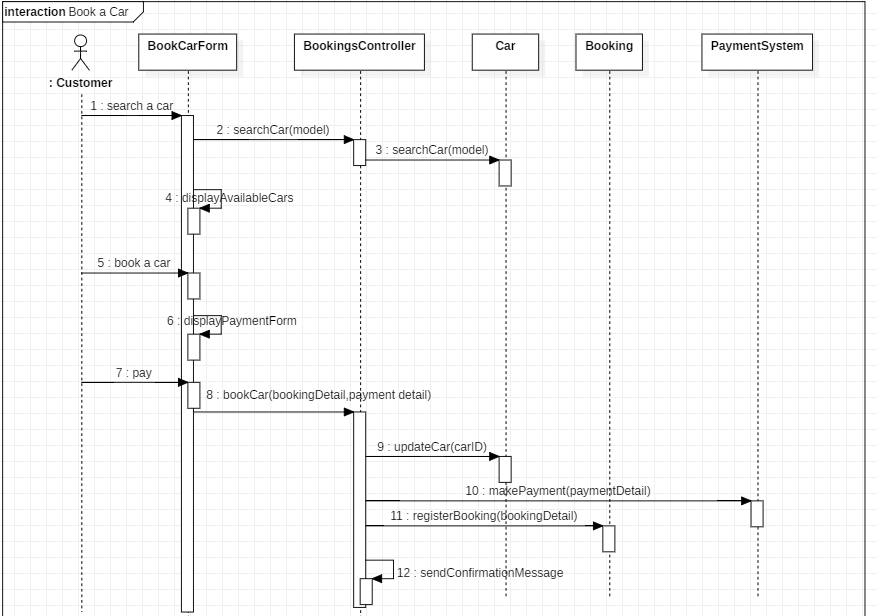 interaction Book a Car
BookCarForm
BookingsController
Car
Booking
PaymentSystem
: Customer
1 : search a car
2 : searchCar(model)
3 : searchCar(model)
4 : displayAvailableCars
5 : book a car
6 : displayPaymentForm
7 : pay
8 : bookCar(bookingDetail,payment detail)
9 : updateCar(carID)
10 : makePayment(paymentDetail)
11 : registerBooking(bookingDetail)
12 : sendConfirmationMessage